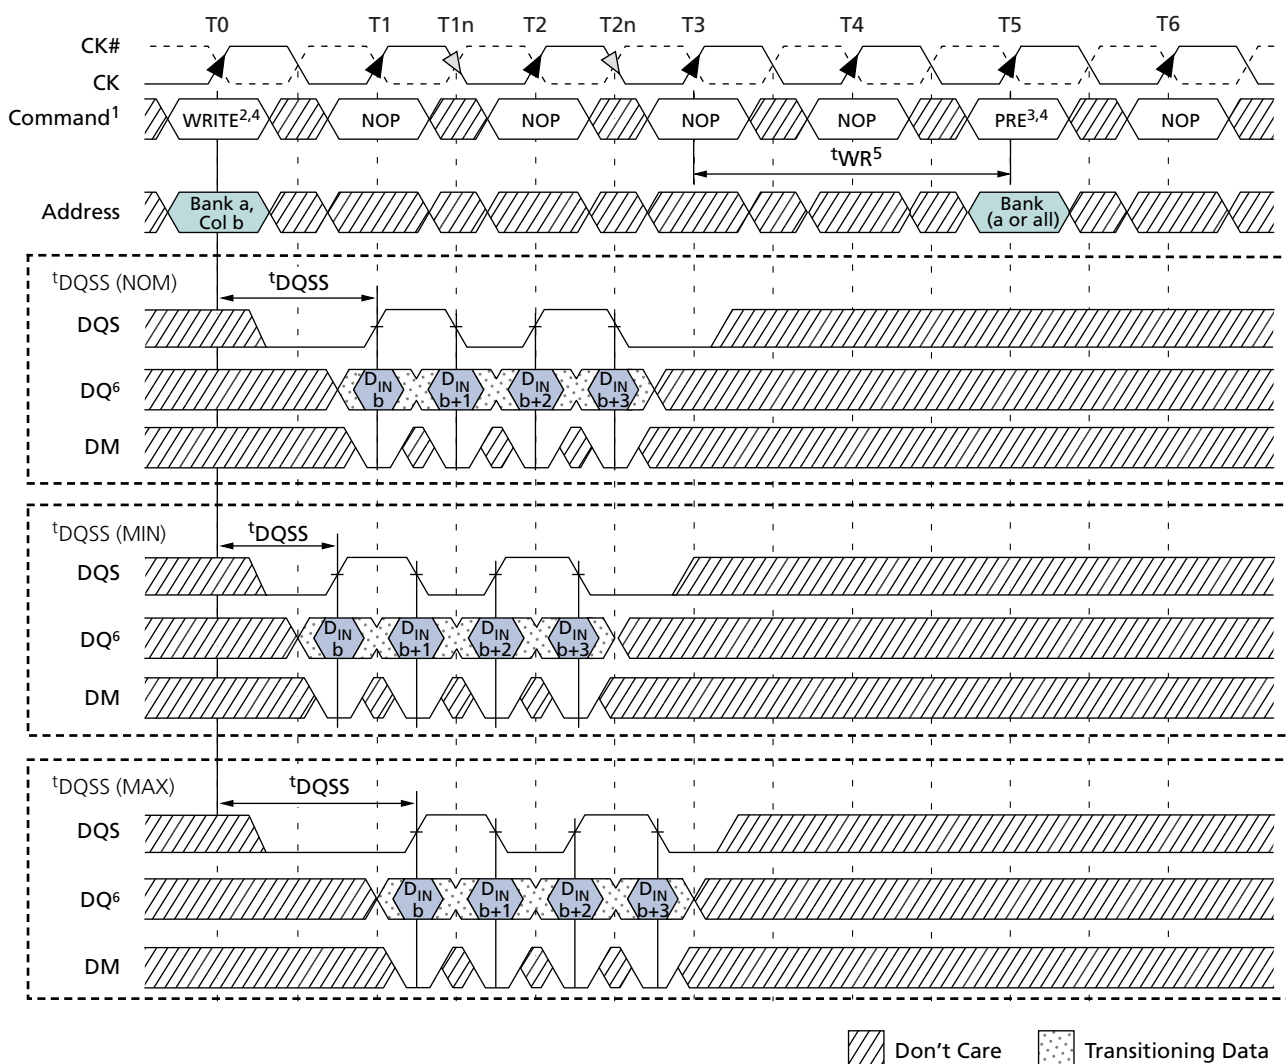 T0 T1 T1n T2 T2n T3 T4 T5 T6
CK#
CK
Command1 WRITE2,4 NOP NOP NOP NOP PRE3,4 NOP
tWR5
Address Bank a, Col b Bank (a or all)
tDQSS (NOM) tDQSS
DQS
DQ6 DIN b DIN b+1 DIN b+2 DIN b+3
DM
tDQSS (MIN) tDQSS
DQS
DQ6 DIN b DIN b+1 DIN b+2 DIN b+3
DM
tDQSS (MAX) tDQSS
DQS
DQ6 DIN b DIN b+1 DIN b+2 DIN b+3
DM
Don't Care Transitioning Data